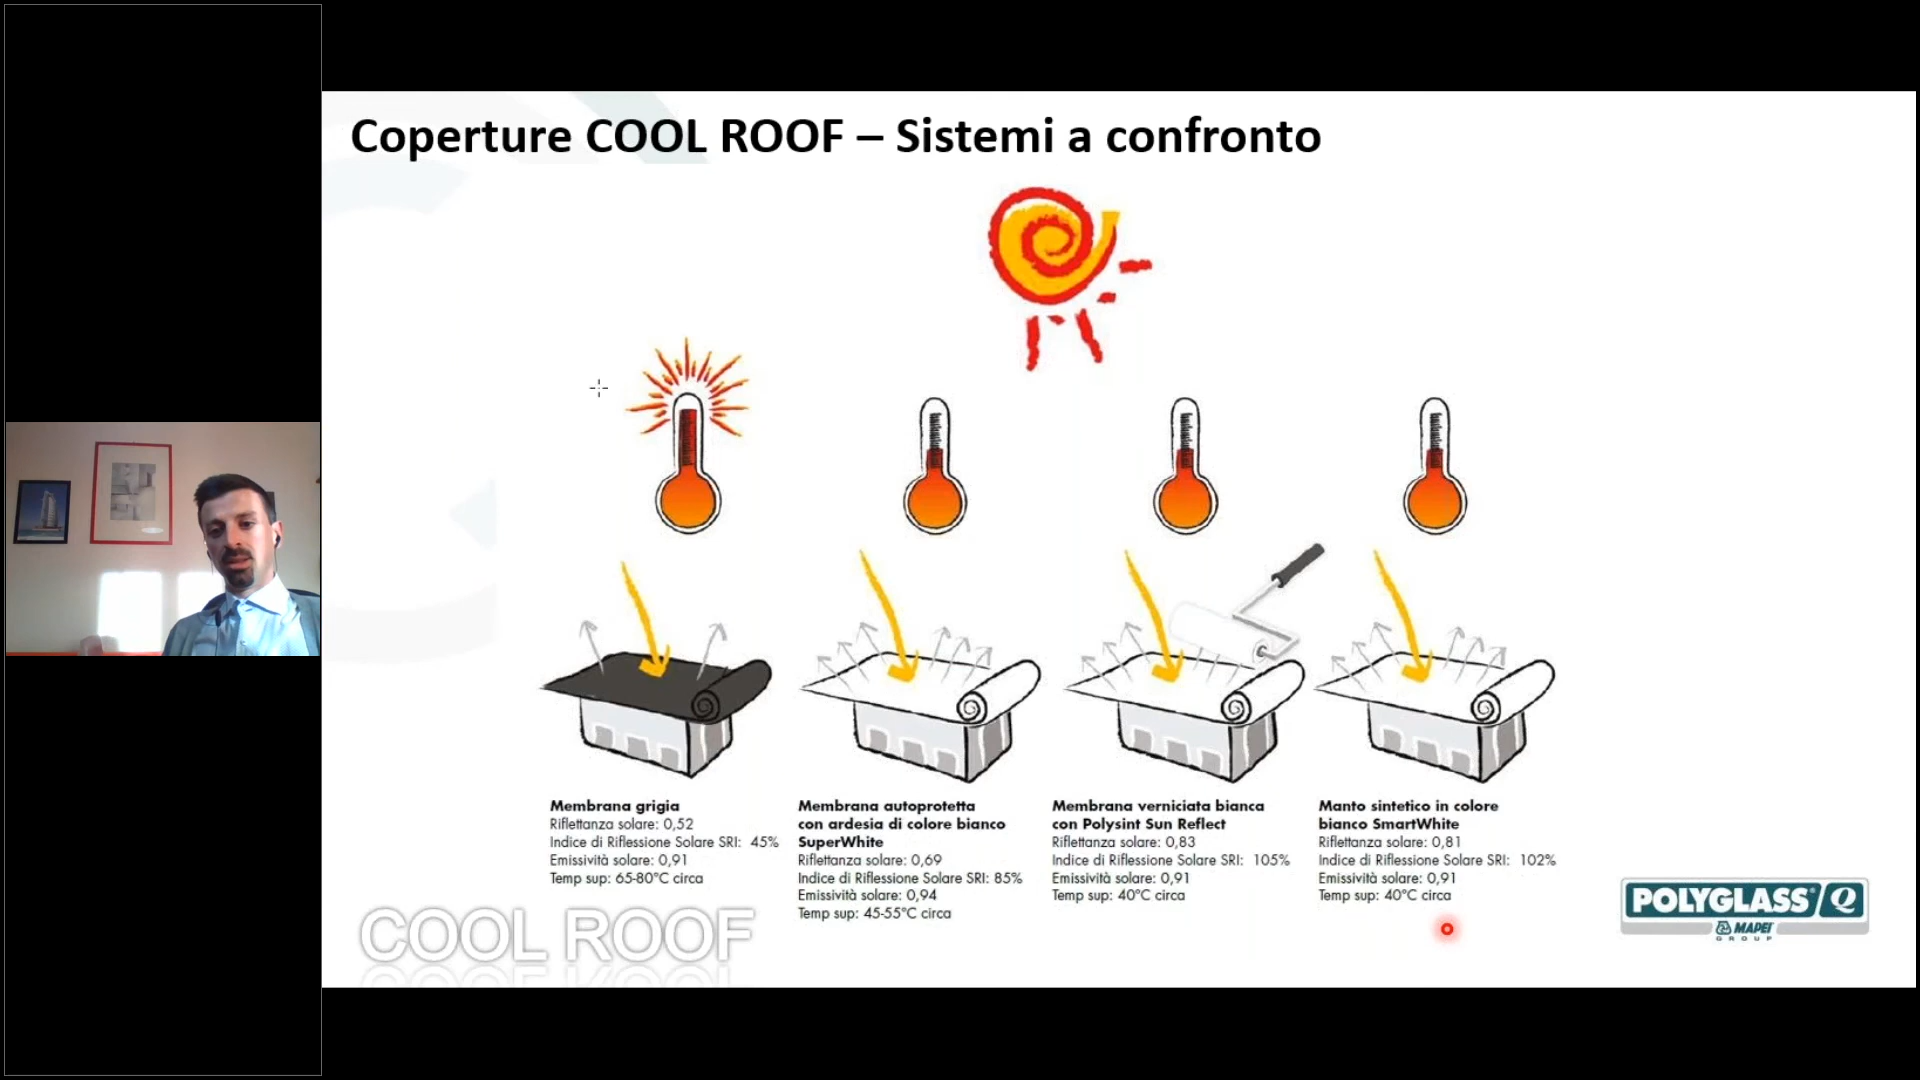 Coperture COOL ROOF – Sistemi a confronto
Membrana grigia
Riflettanza solare: 0,52
Indice di Riflessione Solare SRI: 45%
Emissività solare: 0,91
Temp sup: 65-80°C circa
Membrana autoprotetta
con ardesia di colore bianco
SuperWhite
Riflettanza solare: 0,69
Indice di Riflessione Solare SRI: 85%
Emissività solare: 0,94
Temp sup: 45-55°C circa
Membrana verniciata bianca
con Polysint Sun Reflect
Riflettanza solare: 0,83
Indice di Riflessione Solare SRI: 105%
Emissività solare: 0,91
Temp sup: 40°C circa
Manto sintetico in colore
bianco SmartWhite
Riflettanza solare: 0,81
Indice di Riflessione Solare SRI: 102%
Emissività solare: 0,91
Temp sup: 40°C circa
COOL ROOF
POLYGLASS® Q
MAPEI
GROUP